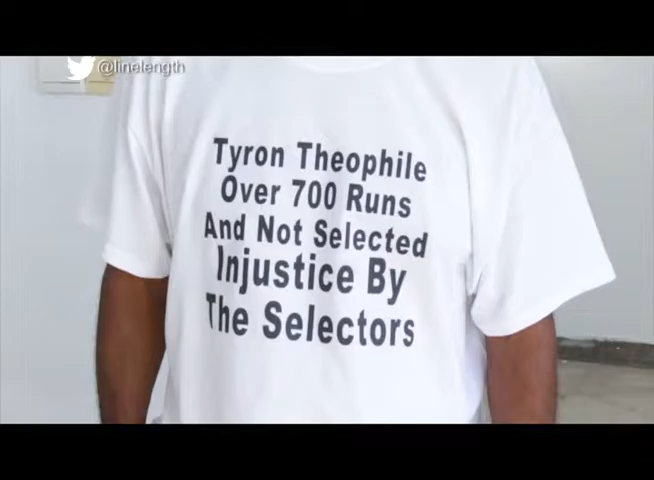 @linelength
Tyron Theophile
Over 700 Runs
And Not Selected
Injustice By
The Selectors